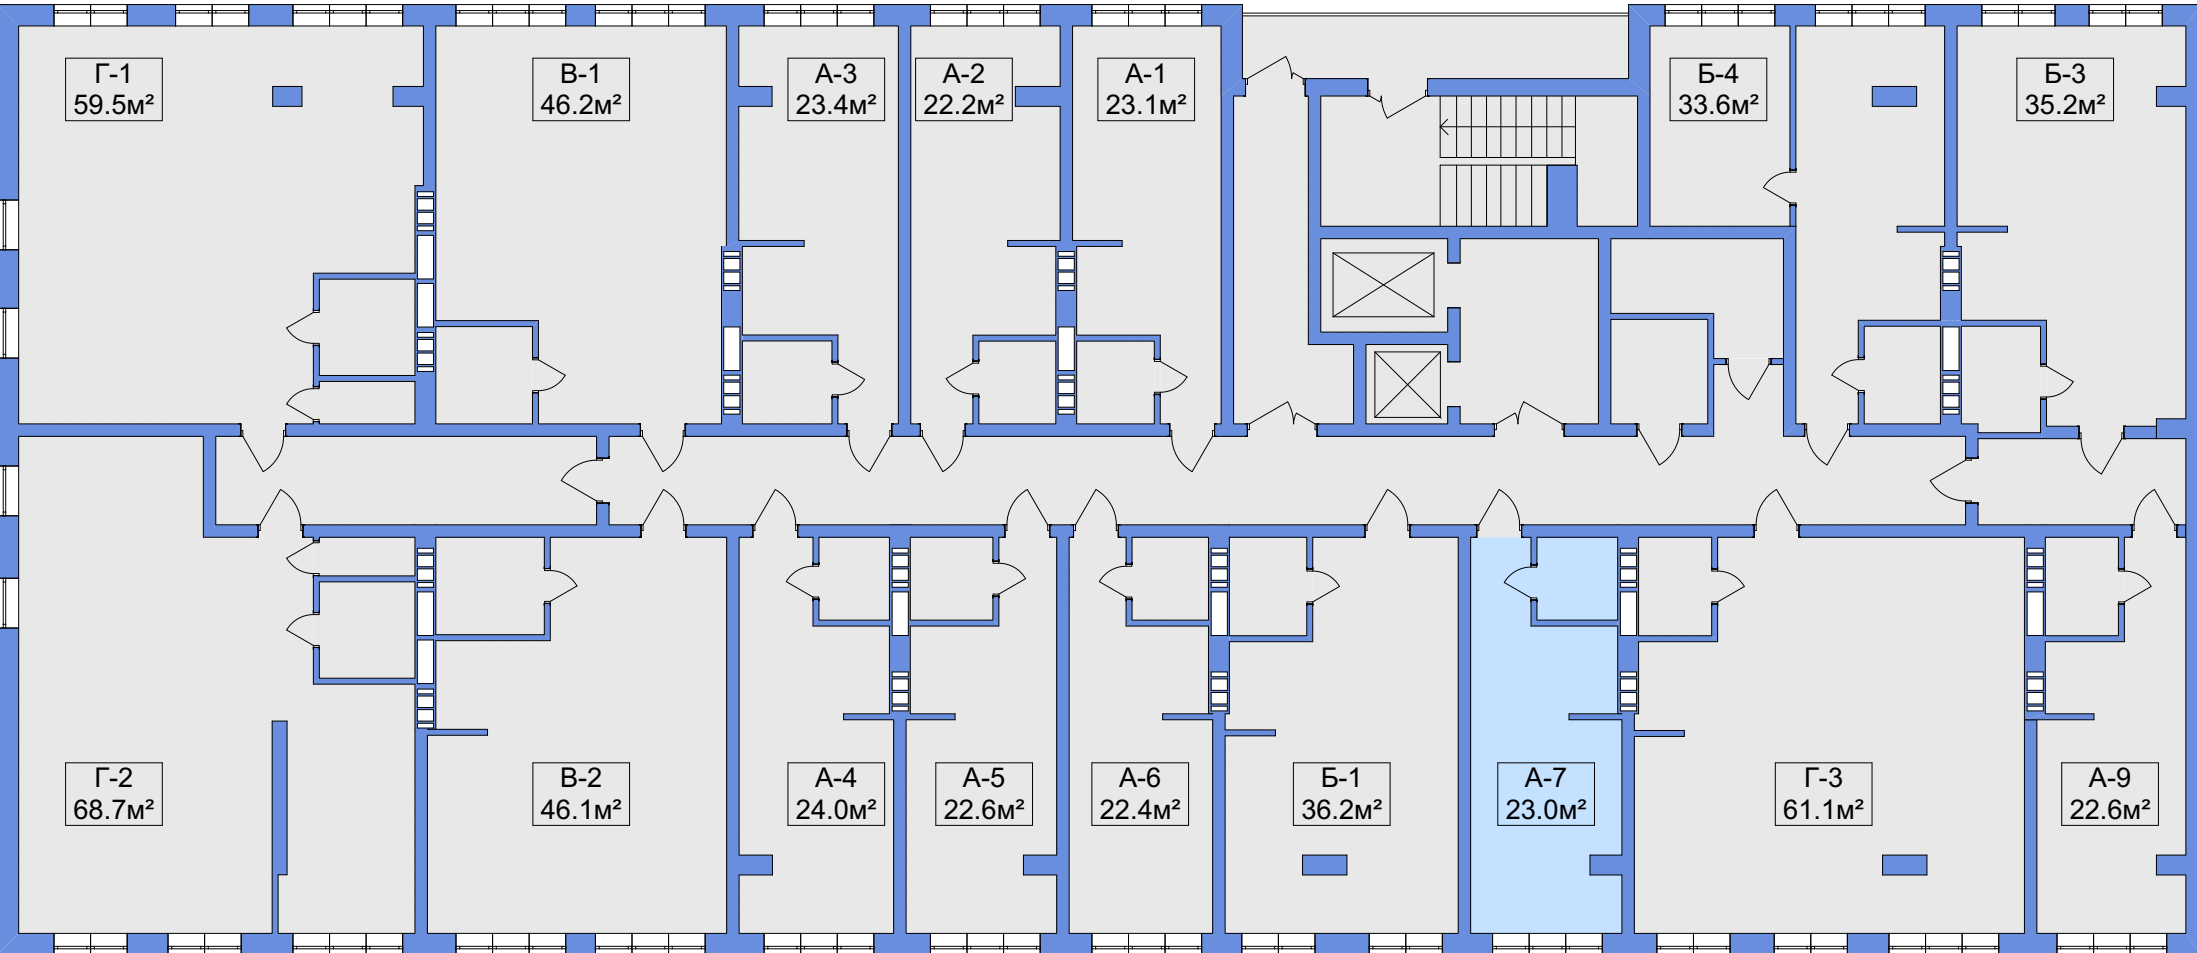 Г-1
59.5м²
В-1
46.2м²
А-3
23.4м²
А-2
22.2м²
А-1
23.1м²
Б-4
33.6м²
Б-3
35.2м²
Г-2
68.7м²
В-2
46.1м²
А-4
24.0м²
А-5
22.6м²
А-6
22.4м²
Б-1
36.2м²
А-7
23.0м²
Г-3
61.1м²
А-9
22.6м²